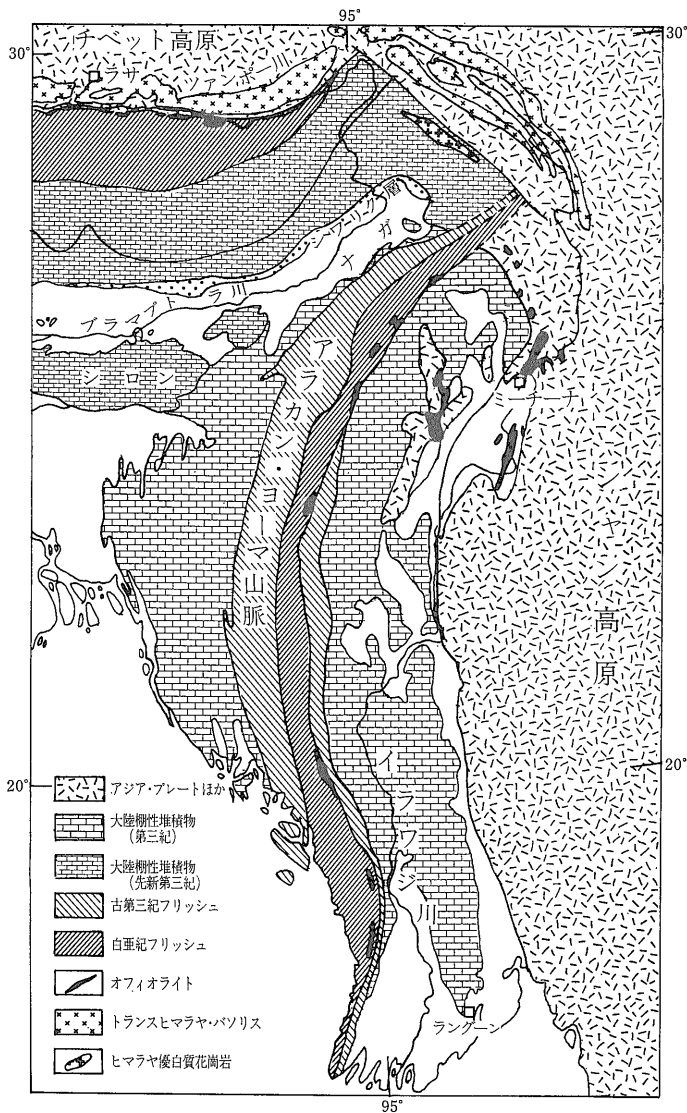 95°
30°
30°
チベット高原
ラサ
ツァンポー川
シワリク層
ナガ
ブラマプトラ川
シロン
アラカン・ヨーマ山脈
ミーチーナ
シャン高原
20°
20°
イラワジ川
ラングーン
アジア・プレートほか
大陸棚性堆積物
(第三紀)
大陸棚性堆積物
(先新第三紀)
古第三紀フリッシュ
白亜紀フリッシュ
オフィオライト
トランスヒマラヤ・バソリス
ヒマラヤ優白質花崗岩
95°